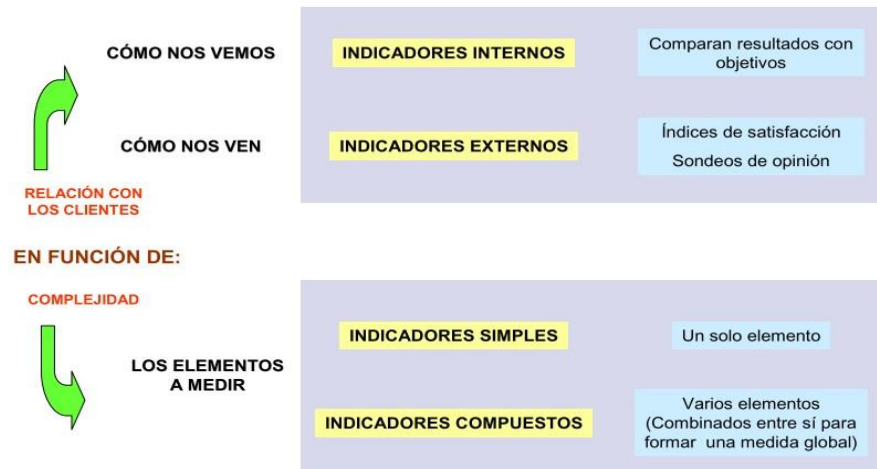 CÓMO NOS VEMOS
INDICADORES INTERNOS
Comparan resultados con
objetivos
CÓMO NOS VEN
INDICADORES EXTERNOS
Índices de satisfacción
Sondeos de opinión
RELACIÓN CON
LOS CLIENTES
EN FUNCIÓN DE:
COMPLEJIDAD
LOS ELEMENTOS
A MEDIR
INDICADORES SIMPLES
Un solo elemento
INDICADORES COMPUESTOS
Varios elementos
(Combinados entre sí para
formar una medida global)